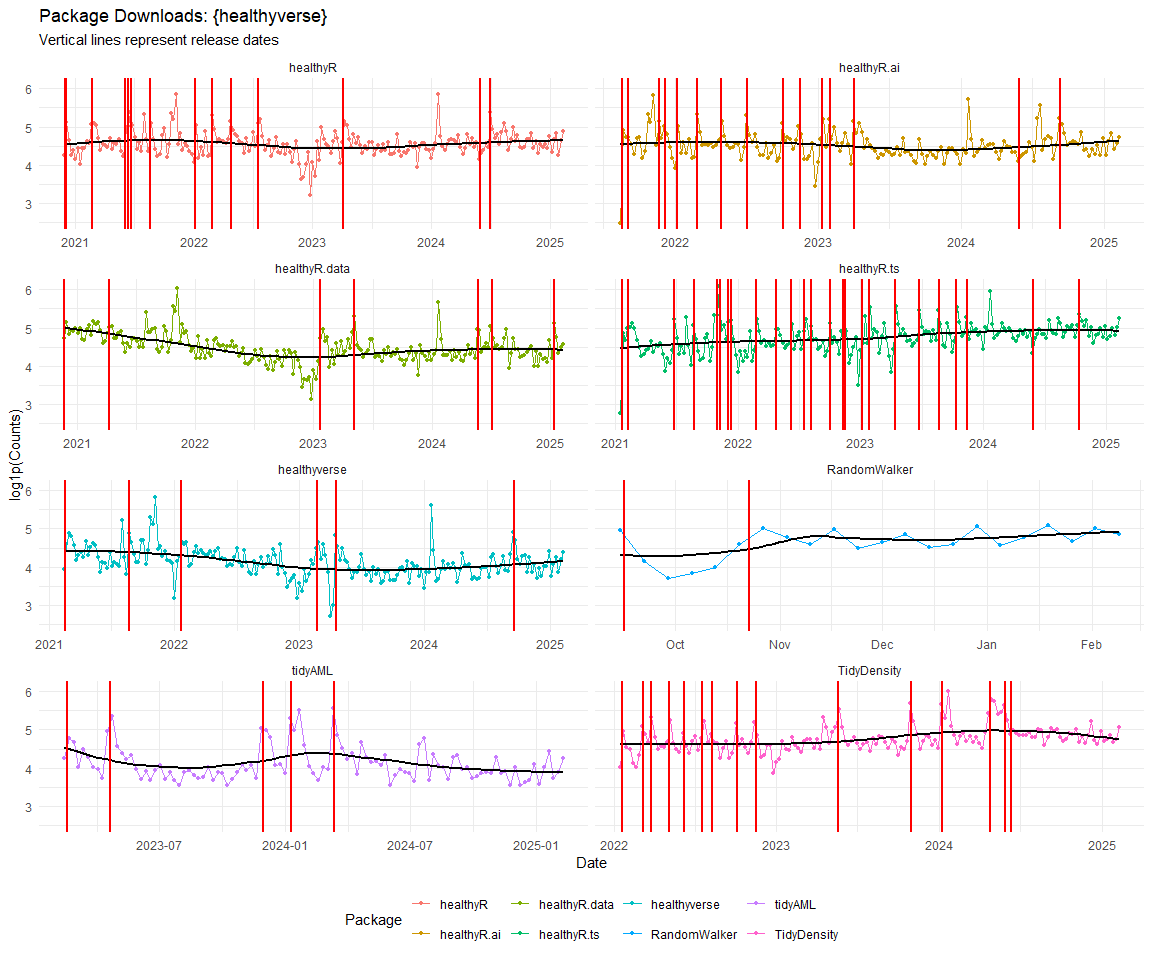 Package Downloads: {healthyverse}
Vertical lines represent release dates
healthyR
healthyR.ai
6
5
4
3
2021 2022 2023 2024 2025
2022 2023 2024 2025
healthyR.data
healthyR.ts
6
5
4
3
2021 2022 2023 2024 2025
2021 2022 2023 2024 2025
log1p(Counts)
healthyverse
RandomWalker
6
5
4
3
2021 2022 2023 2024 2025
Oct Nov Dec Jan Feb
tidyAML
TidyDensity
6
5
4
3
2023-07 2024-01 2024-07 2025-01
2022 2023 2024 2025
Date
Package
healthyR healthyR.data healthyverse tidyAML
healthyR.ai healthyR.ts RandomWalker TidyDensity